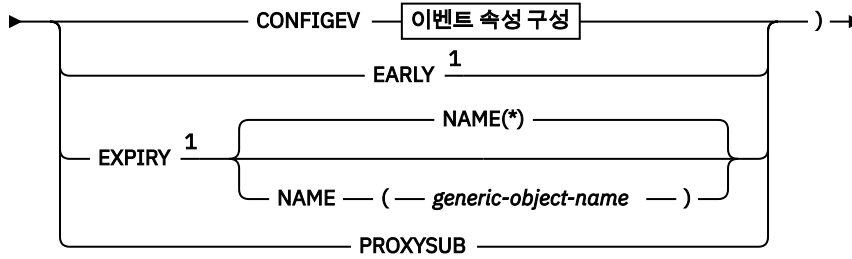 CONFIGEV 이벤트 속성 구성 )
EARLY 1
NAME(*)
EXPIRY 1
NAME ( generic-object-name )
PROXYSUB